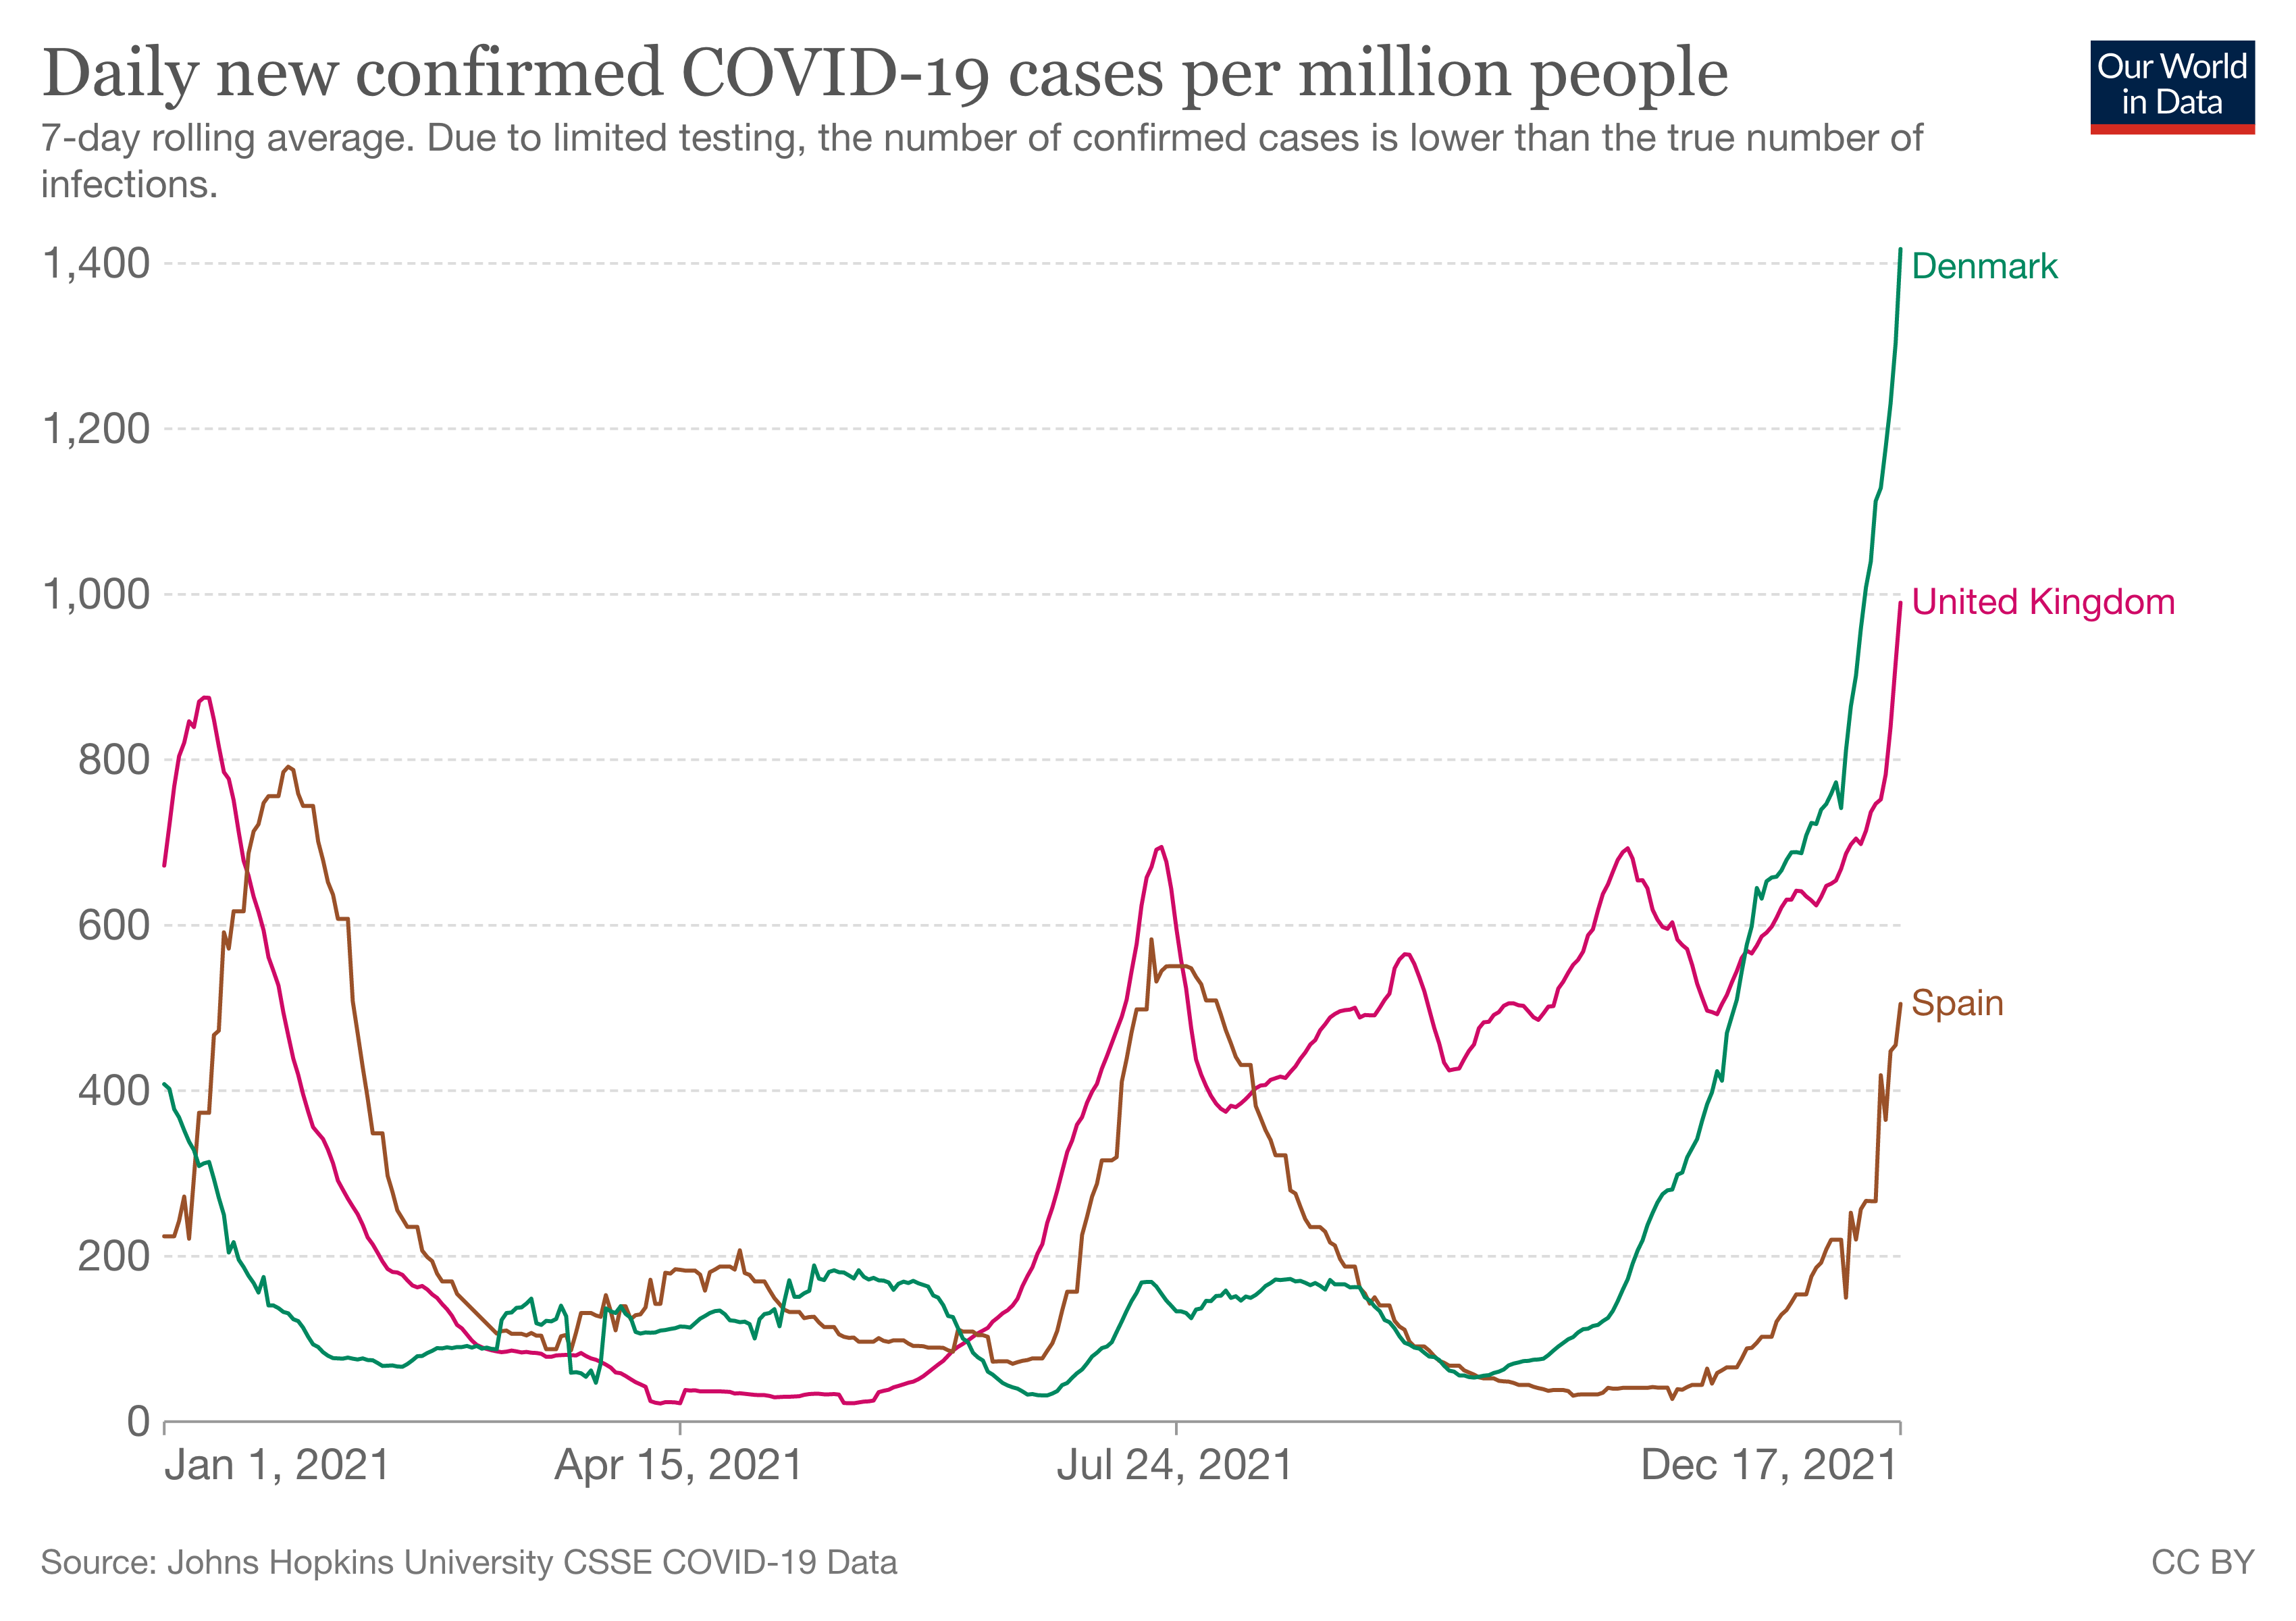 Daily new confirmed COVID-19 cases per million people
Our World
in Data
7-day rolling average. Due to limited testing, the number of confirmed cases is lower than the true number of
infections.
1,400
Denmark
1,200
1,000
United Kingdom
800
600
Spain
400
200
0
Jan 1, 2021
Apr 15, 2021
Jul 24, 2021
Dec 17, 2021
Source: Johns Hopkins University CSSE COVID-19 Data
CC BY